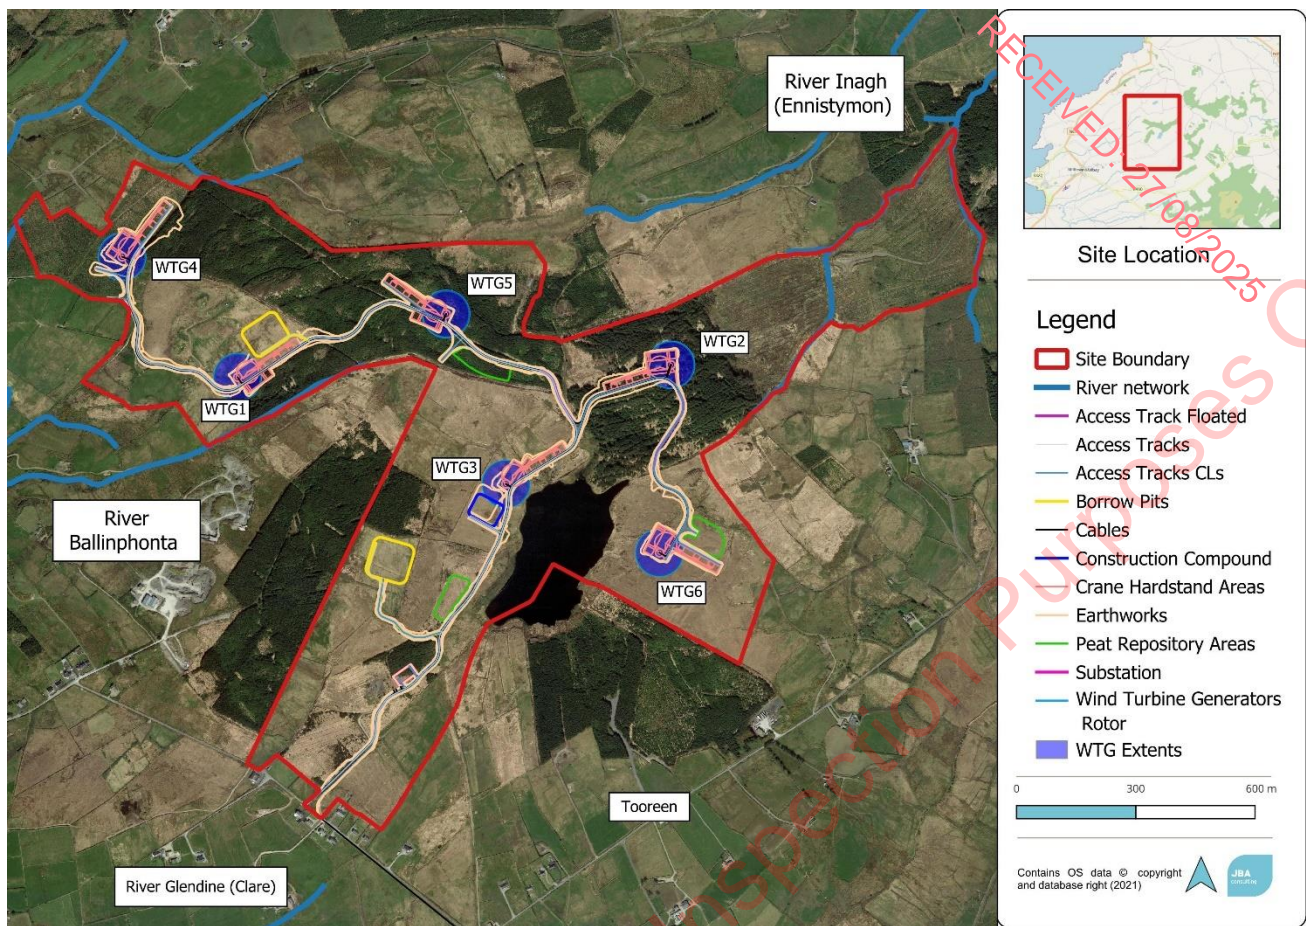 River Inagh
(Ennistymon)
WTG4
WTG5
WTG2
WTG1
WTG3
River
Ballinphonta
WTG6
Tooreen
River Glendine (Clare)
RECEIVED: 27/08/2025
Inspection Purposes
Site Location
Legend
Site Boundary
River network
Access Track Floated
Access Tracks
Access Tracks CLs
Borrow Pits
Cables
Construction Compound
Crane Hardstand Areas
Earthworks
Peat Repository Areas
Substation
Wind Turbine Generators
Rotor
WTG Extents
0 300 600 m
Contains OS data © copyright
and database right (2021)
JBA
consulting